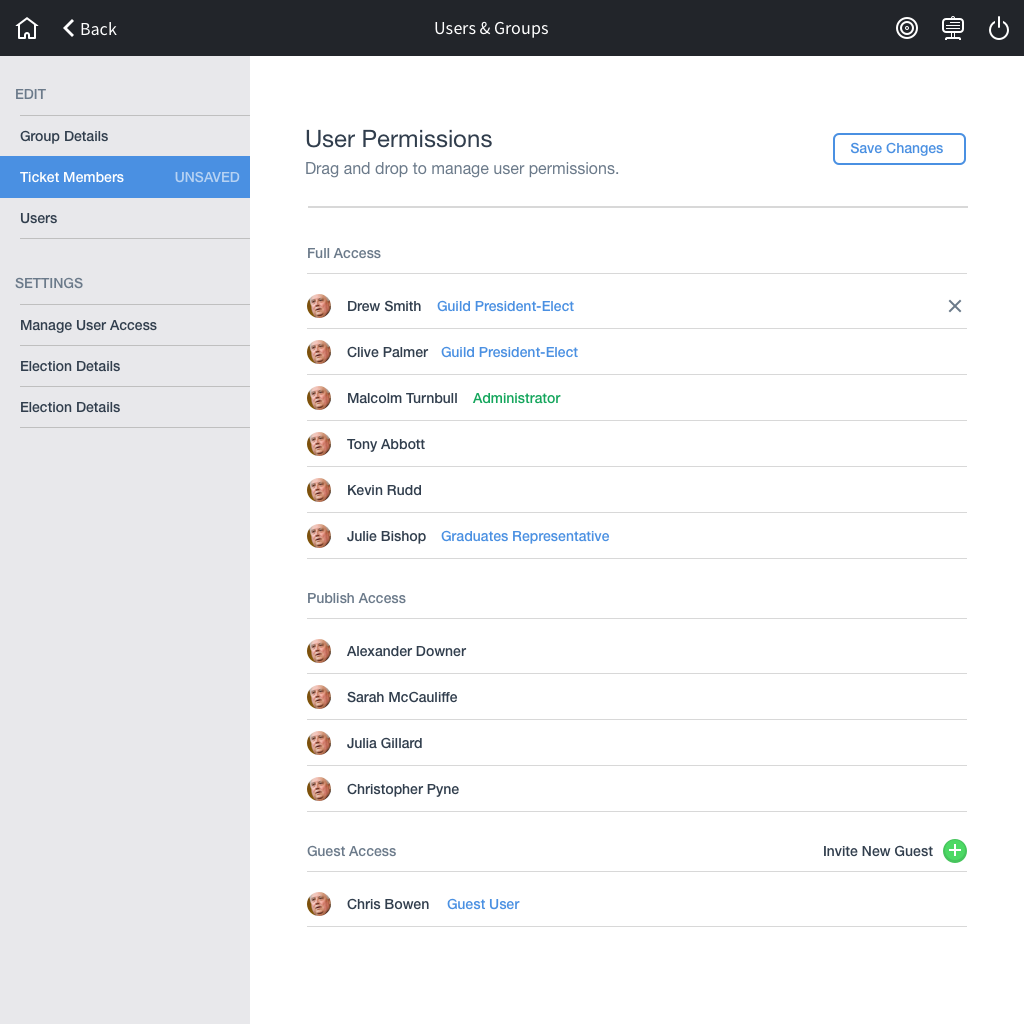 Back
Users & Groups
EDIT
Group Details
Ticket Members UNSAVED
Users
SETTINGS
Manage User Access
Election Details
Election Details
User Permissions
Save Changes
Drag and drop to manage user permissions.
Full Access
Drew Smith Guild President-Elect
Clive Palmer Guild President-Elect
Malcolm Turnbull Administrator
Tony Abbott
Kevin Rudd
Julie Bishop Graduates Representative
Publish Access
Alexander Downer
Sarah McCauliffe
Julia Gillard
Christopher Pyne
Guest Access Invite New Guest
Chris Bowen Guest User